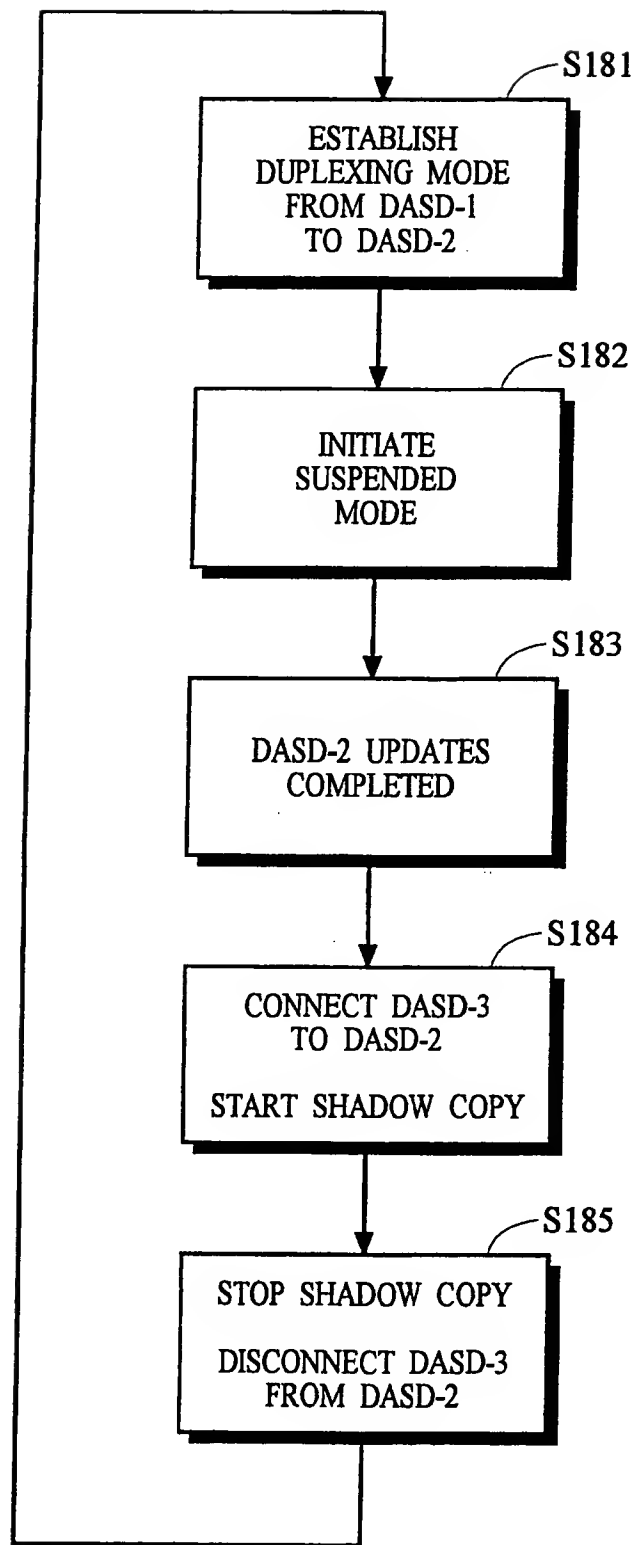 S181
ESTABLISH
DUPLEXING MODE
FROM DASD-1
TO DASD-2
S182
INITIATE
SUSPENDED
MODE
S183
DASD-2 UPDATES
COMPLETED
S184
CONNECT DASD-3
TO DASD-2
START SHADOW COPY
S185
STOP SHADOW COPY
DISCONNECT DASD-3
FROM DASD-2